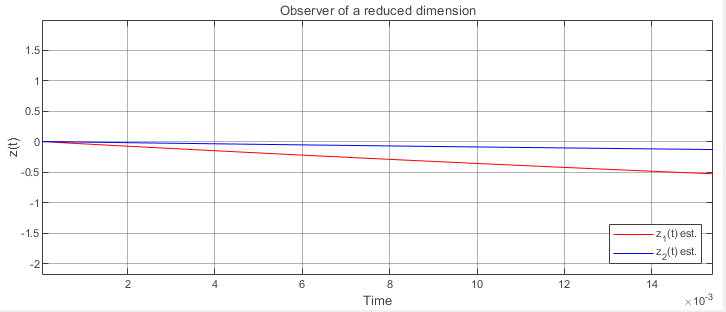 Observer of a reduced dimension
1.5
1
0.5
0
-0.5
-1
-1.5
-2
z(t)
z₁(t) est.
z₂(t) est.
2 4 6 8 10 12 14
Time
×10⁻³